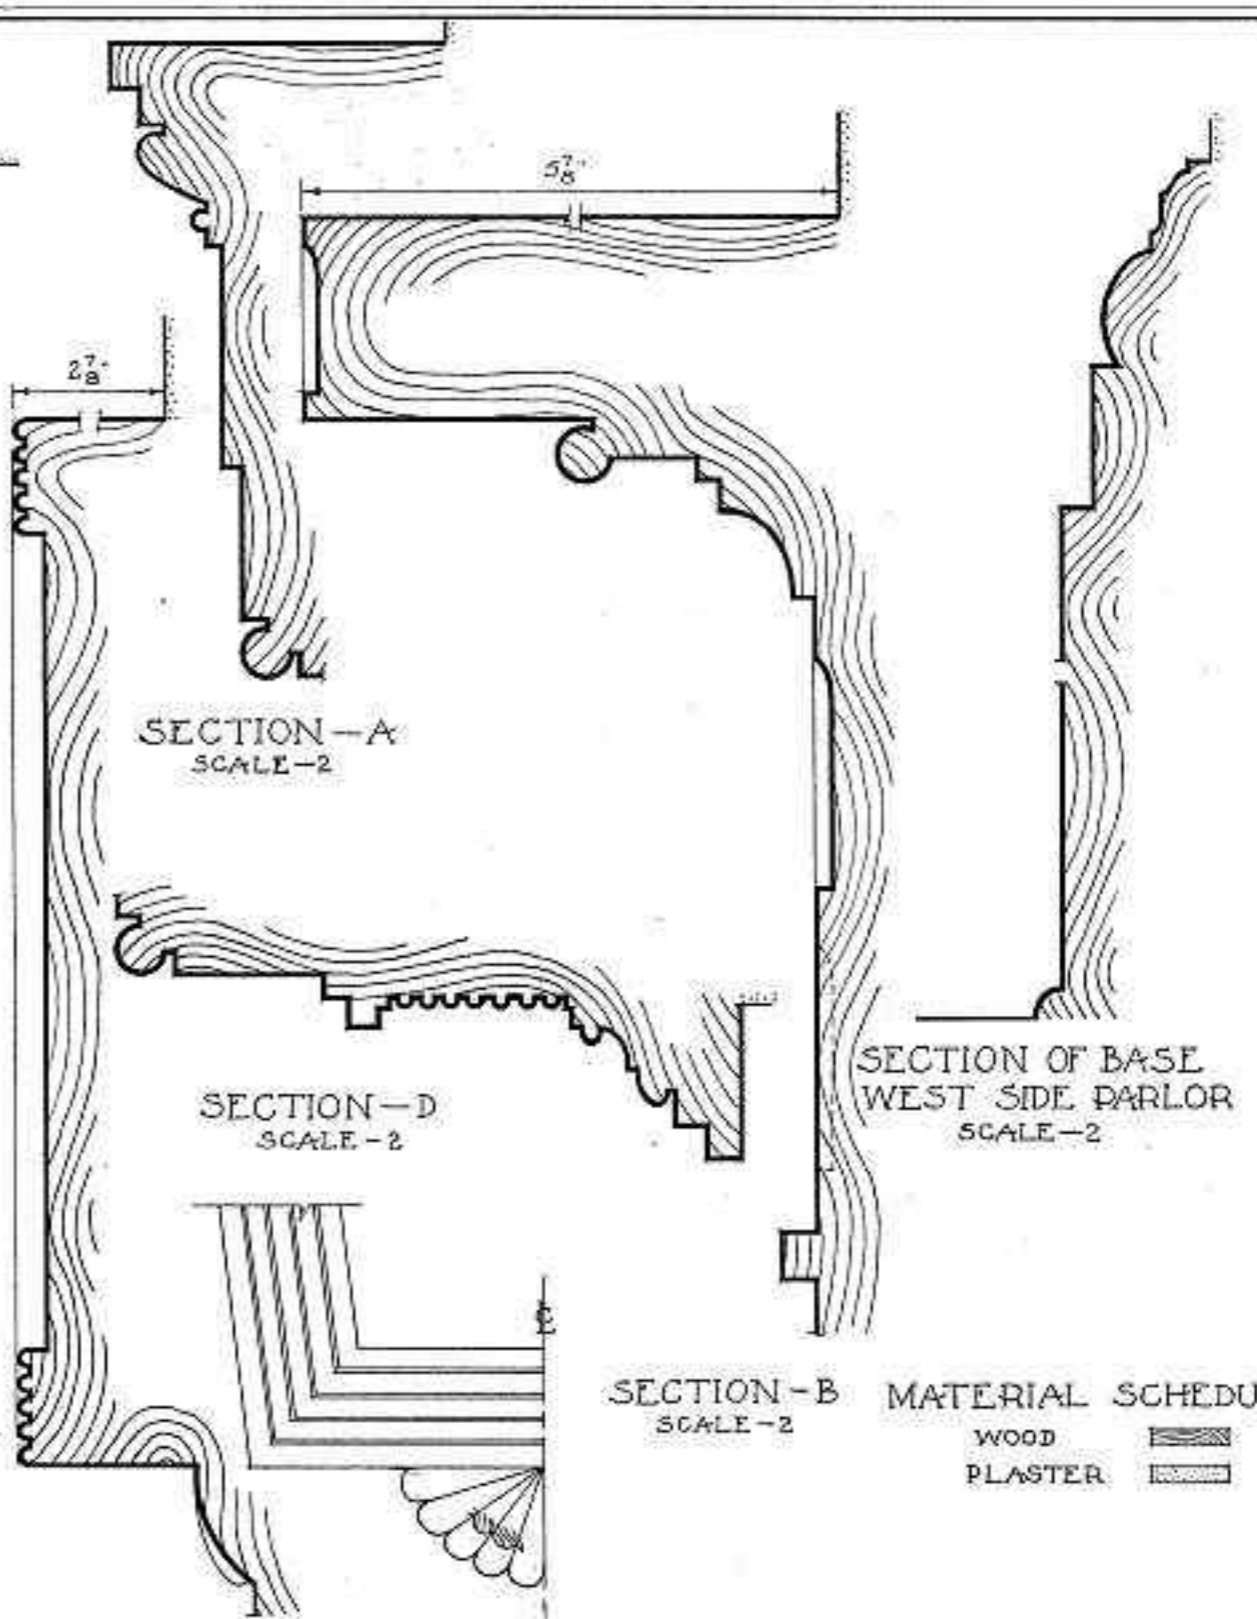 5 7/8"
2 7/8"
SECTION-A
SCALE-2
SECTION OF BASE
WEST SIDE PARLOR
SCALE-2
SECTION-D
SCALE-2
℄
SECTION-B
SCALE-2
MATERIAL SCHEDU
WOOD
PLASTER